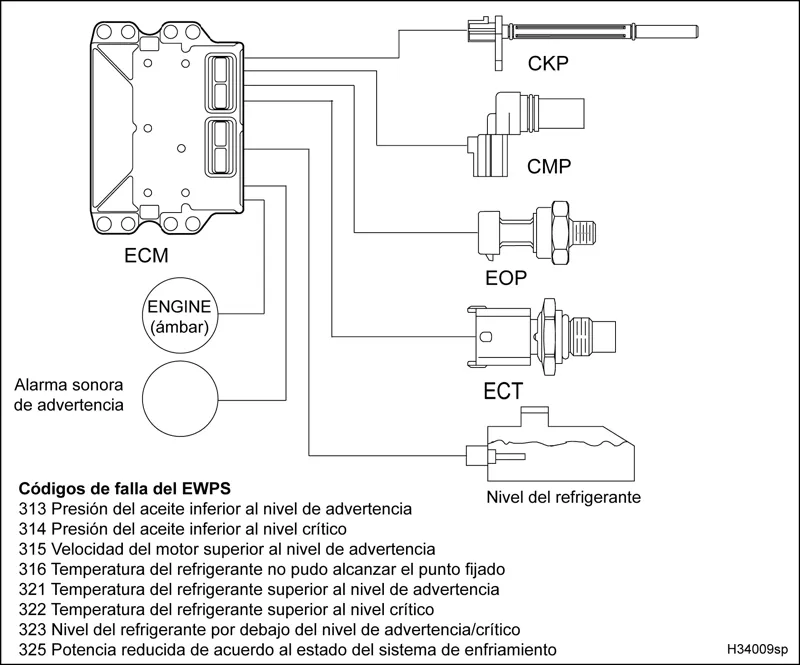 CKP
CMP
ECM
EOP
ENGINE
(ámbar)
ECT
Alarma sonora
de advertencia
Nivel del refrigerante
Códigos de falla del EWPS
313 Presión del aceite inferior al nivel de advertencia
314 Presión del aceite inferior al nivel crítico
315 Velocidad del motor superior al nivel de advertencia
316 Temperatura del refrigerante no pudo alcanzar el punto fijado
321 Temperatura del refrigerante superior al nivel de advertencia
322 Temperatura del refrigerante superior al nivel crítico
323 Nivel del refrigerante por debajo del nivel de advertencia/crítico
325 Potencia reducida de acuerdo al estado del sistema de enfriamiento
H34009sp